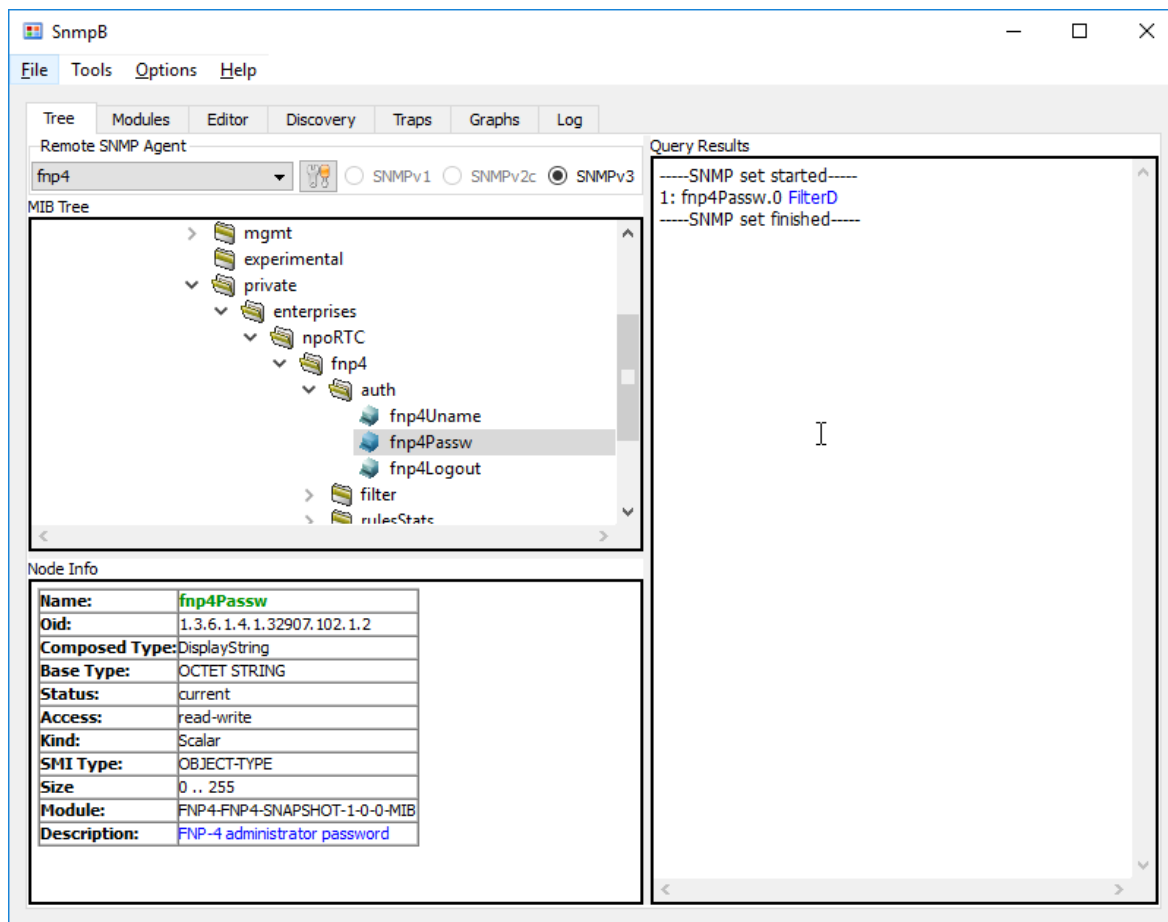 SnmpB
File Tools Options Help
Tree Modules Editor Discovery Traps Graphs Log
Remote SNMP Agent
fnp4 SNMPv1 SNMPv2c SNMPv3
MIB Tree
mgmt
experimental
private
enterprises
npoRTC
fnp4
auth
fnp4Uname
fnp4Passw
fnp4Logout
filter
rulesStats
Node Info
Name: fnp4Passw
Oid: 1.3.6.1.4.1.32907.102.1.2
Composed Type: DisplayString
Base Type: OCTET STRING
Status: current
Access: read-write
Kind: Scalar
SMI Type: OBJECT-TYPE
Size 0 .. 255
Module: FNP4-FNP4-SNAPSHOT-1-0-0-MIB
Description: FNP-4 administrator password
Query Results
-----SNMP set started-----
1: fnp4Passw.0 FilterD
-----SNMP set finished-----